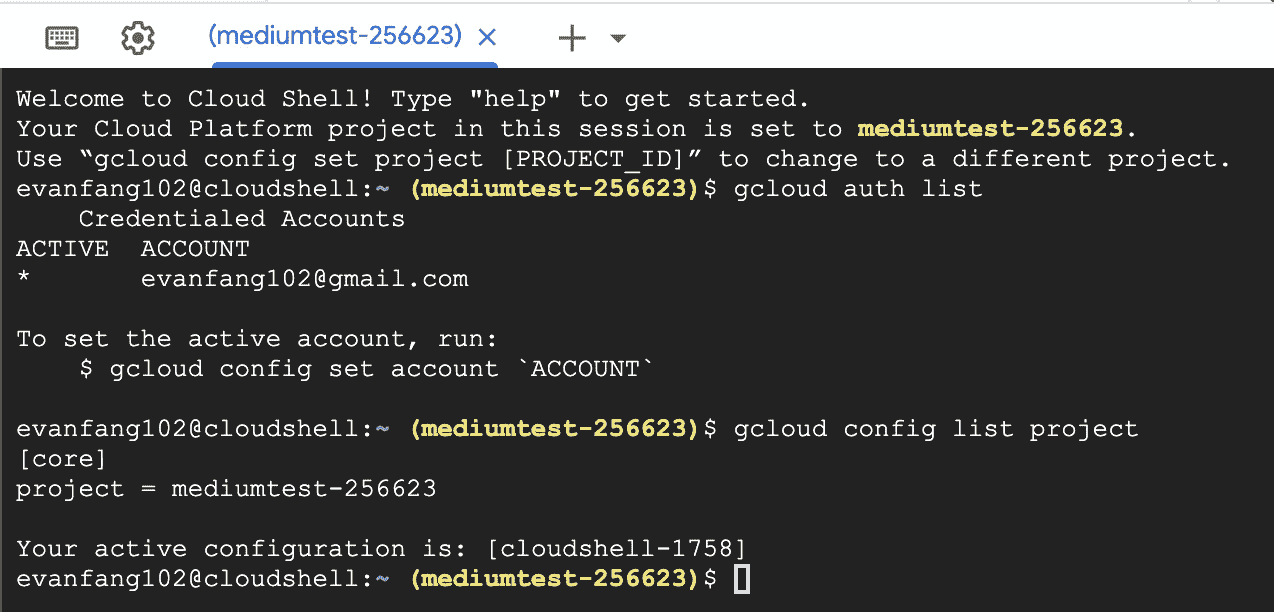 (mediumtest-256623)
Welcome to Cloud Shell! Type "help" to get started.
Your Cloud Platform project in this session is set to mediumtest-256623.
Use “gcloud config set project [PROJECT_ID]” to change to a different project.
evanfang102@cloudshell:~ (mediumtest-256623)$ gcloud auth list
    Credentialed Accounts
ACTIVE  ACCOUNT
*       evanfang102@gmail.com
To set the active account, run:
    $ gcloud config set account `ACCOUNT`
evanfang102@cloudshell:~ (mediumtest-256623)$ gcloud config list project
[core]
project = mediumtest-256623
Your active configuration is: [cloudshell-1758]
evanfang102@cloudshell:~ (mediumtest-256623)$